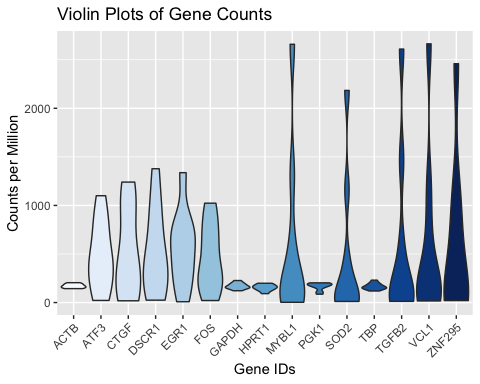 Violin Plots of Gene Counts
Counts per Million
2000
1000
0
ACTB
ATF3
CTGF
DSCR1
EGR1
FOS
GAPDH
HPRT1
MYBL1
PGK1
SOD2
TBP
TGFB2
VCL1
ZNF295
Gene IDs